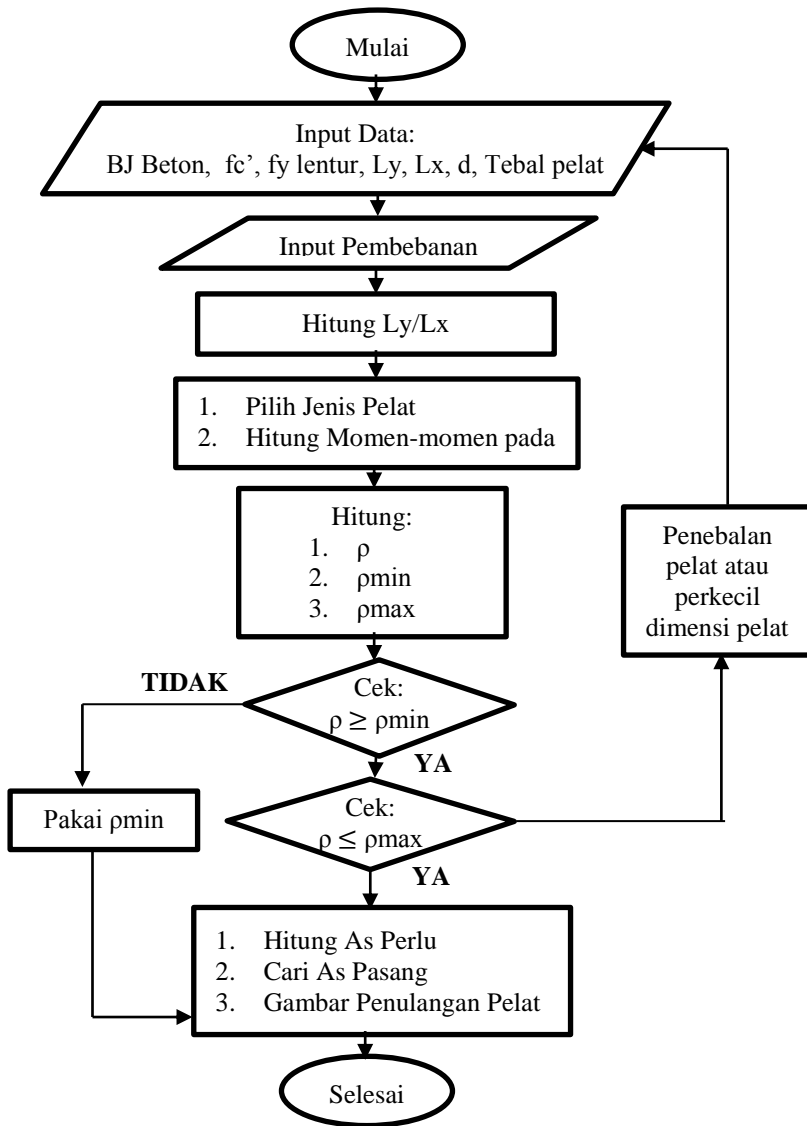 Mulai
Input Data:
BJ Beton, fc’, fy lentur, Ly, Lx, d, Tebal pelat
Input Pembebanan
Hitung Ly/Lx
1. Pilih Jenis Pelat
2. Hitung Momen-momen pada
Hitung:
1. ρ
2. ρmin
3. ρmax
Penebalan
pelat atau
perkecil
dimensi pelat
TIDAK
Cek:
ρ ≥ ρmin
YA
Pakai ρmin
Cek:
ρ ≤ ρmax
YA
1. Hitung As Perlu
2. Cari As Pasang
3. Gambar Penulangan Pelat
Selesai